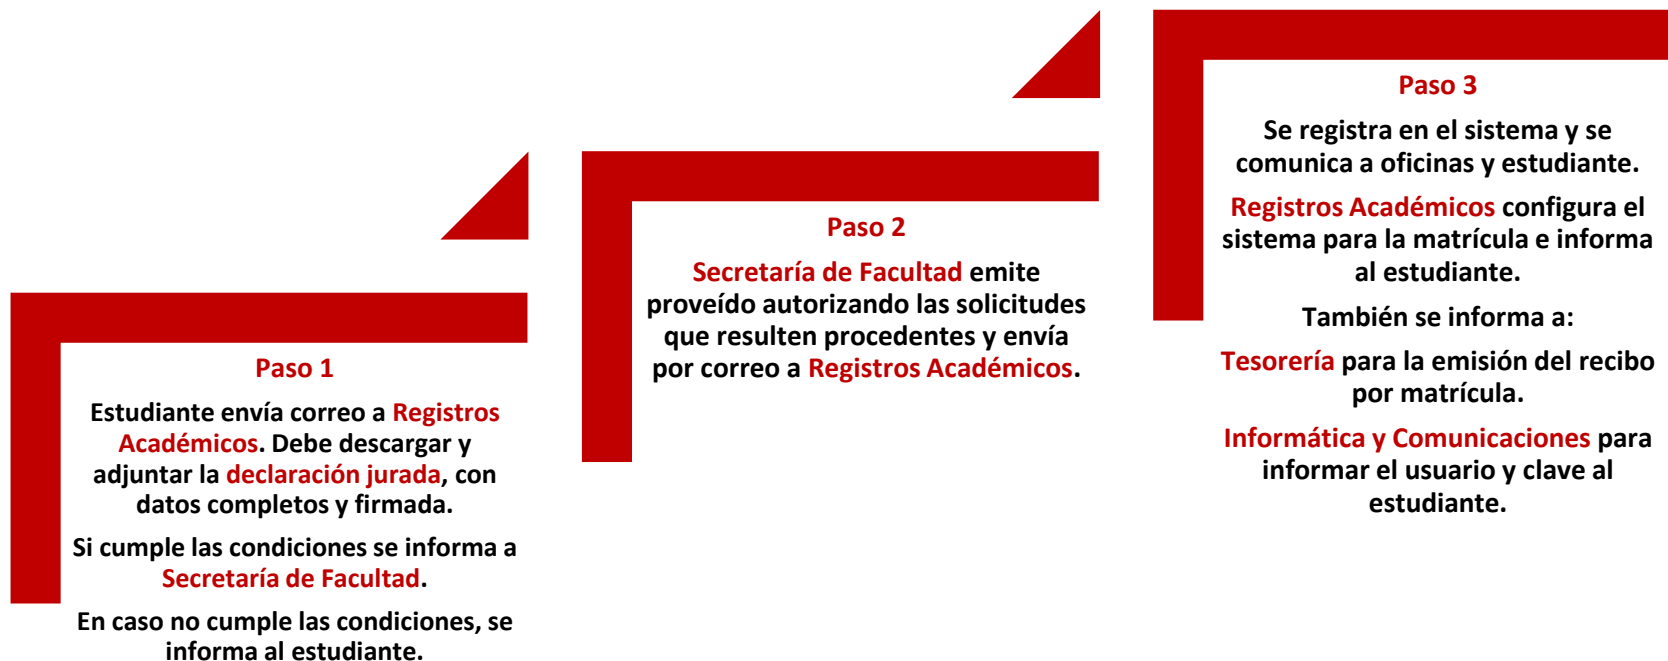 Paso 1
Estudiante envía correo a Registros
Académicos. Debe descargar y
adjuntar la declaración jurada, con
datos completos y firmada.
Si cumple las condiciones se informa a
Secretaría de Facultad.
En caso no cumple las condiciones, se
informa al estudiante.
Paso 2
Secretaría de Facultad emite
proveído autorizando las solicitudes
que resulten procedentes y envía
por correo a Registros Académicos.
Paso 3
Se registra en el sistema y se
comunica a oficinas y estudiante.
Registros Académicos configura el
sistema para la matrícula e informa
al estudiante.
También se informa a:
Tesorería para la emisión del recibo
por matrícula.
Informática y Comunicaciones para
informar el usuario y clave al
estudiante.